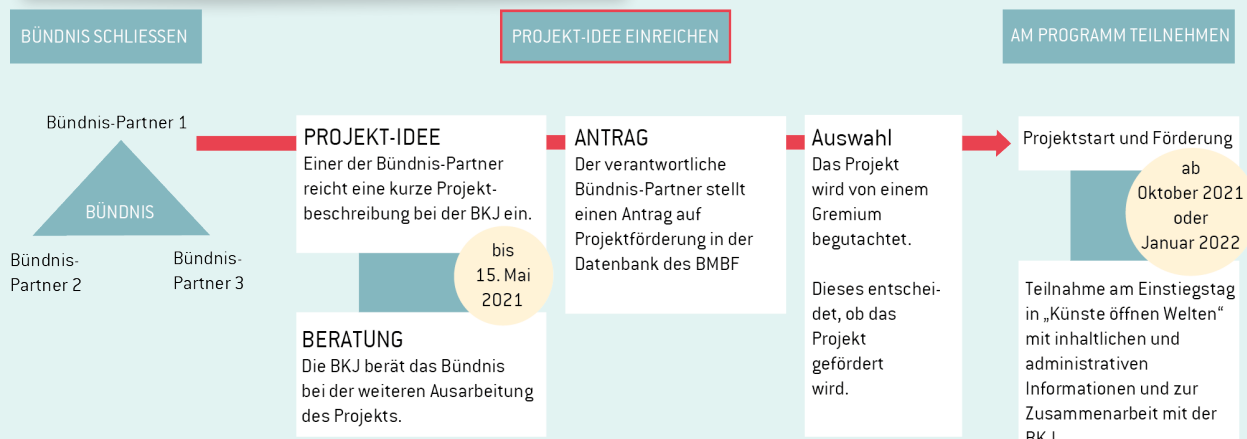 BÜNDNIS SCHLIESSEN
PROJEKT-IDEE EINREICHEN
AM PROGRAMM TEILNEHMEN
Bündnis-Partner 1
BÜNDNIS
Bündnis-
Partner 2
Bündnis-
Partner 3
PROJEKT-IDEE
Einer der Bündnis-Partner
reicht eine kurze Projekt-
beschreibung bei der BKJ ein.
bis
15. Mai
2021
BERATUNG
Die BKJ berät das Bündnis
bei der weiteren Ausarbeitung
des Projekts.
ANTRAG
Der verantwortliche
Bündnis-Partner stellt
einen Antrag auf
Projektförderung in der
Datenbank des BMBF
Auswahl
Das Projekt
wird von einem
Gremium
begutachtet.
Dieses entschei-
det, ob das
Projekt
gefördert
wird.
Projektstart und Förderung
ab
Oktober 2021
oder
Januar 2022
Teilnahme am Einstiegstag
in „Künste öffnen Welten“
mit inhaltlichen und
administrativen
Informationen und zur
Zusammenarbeit mit der
BKJ